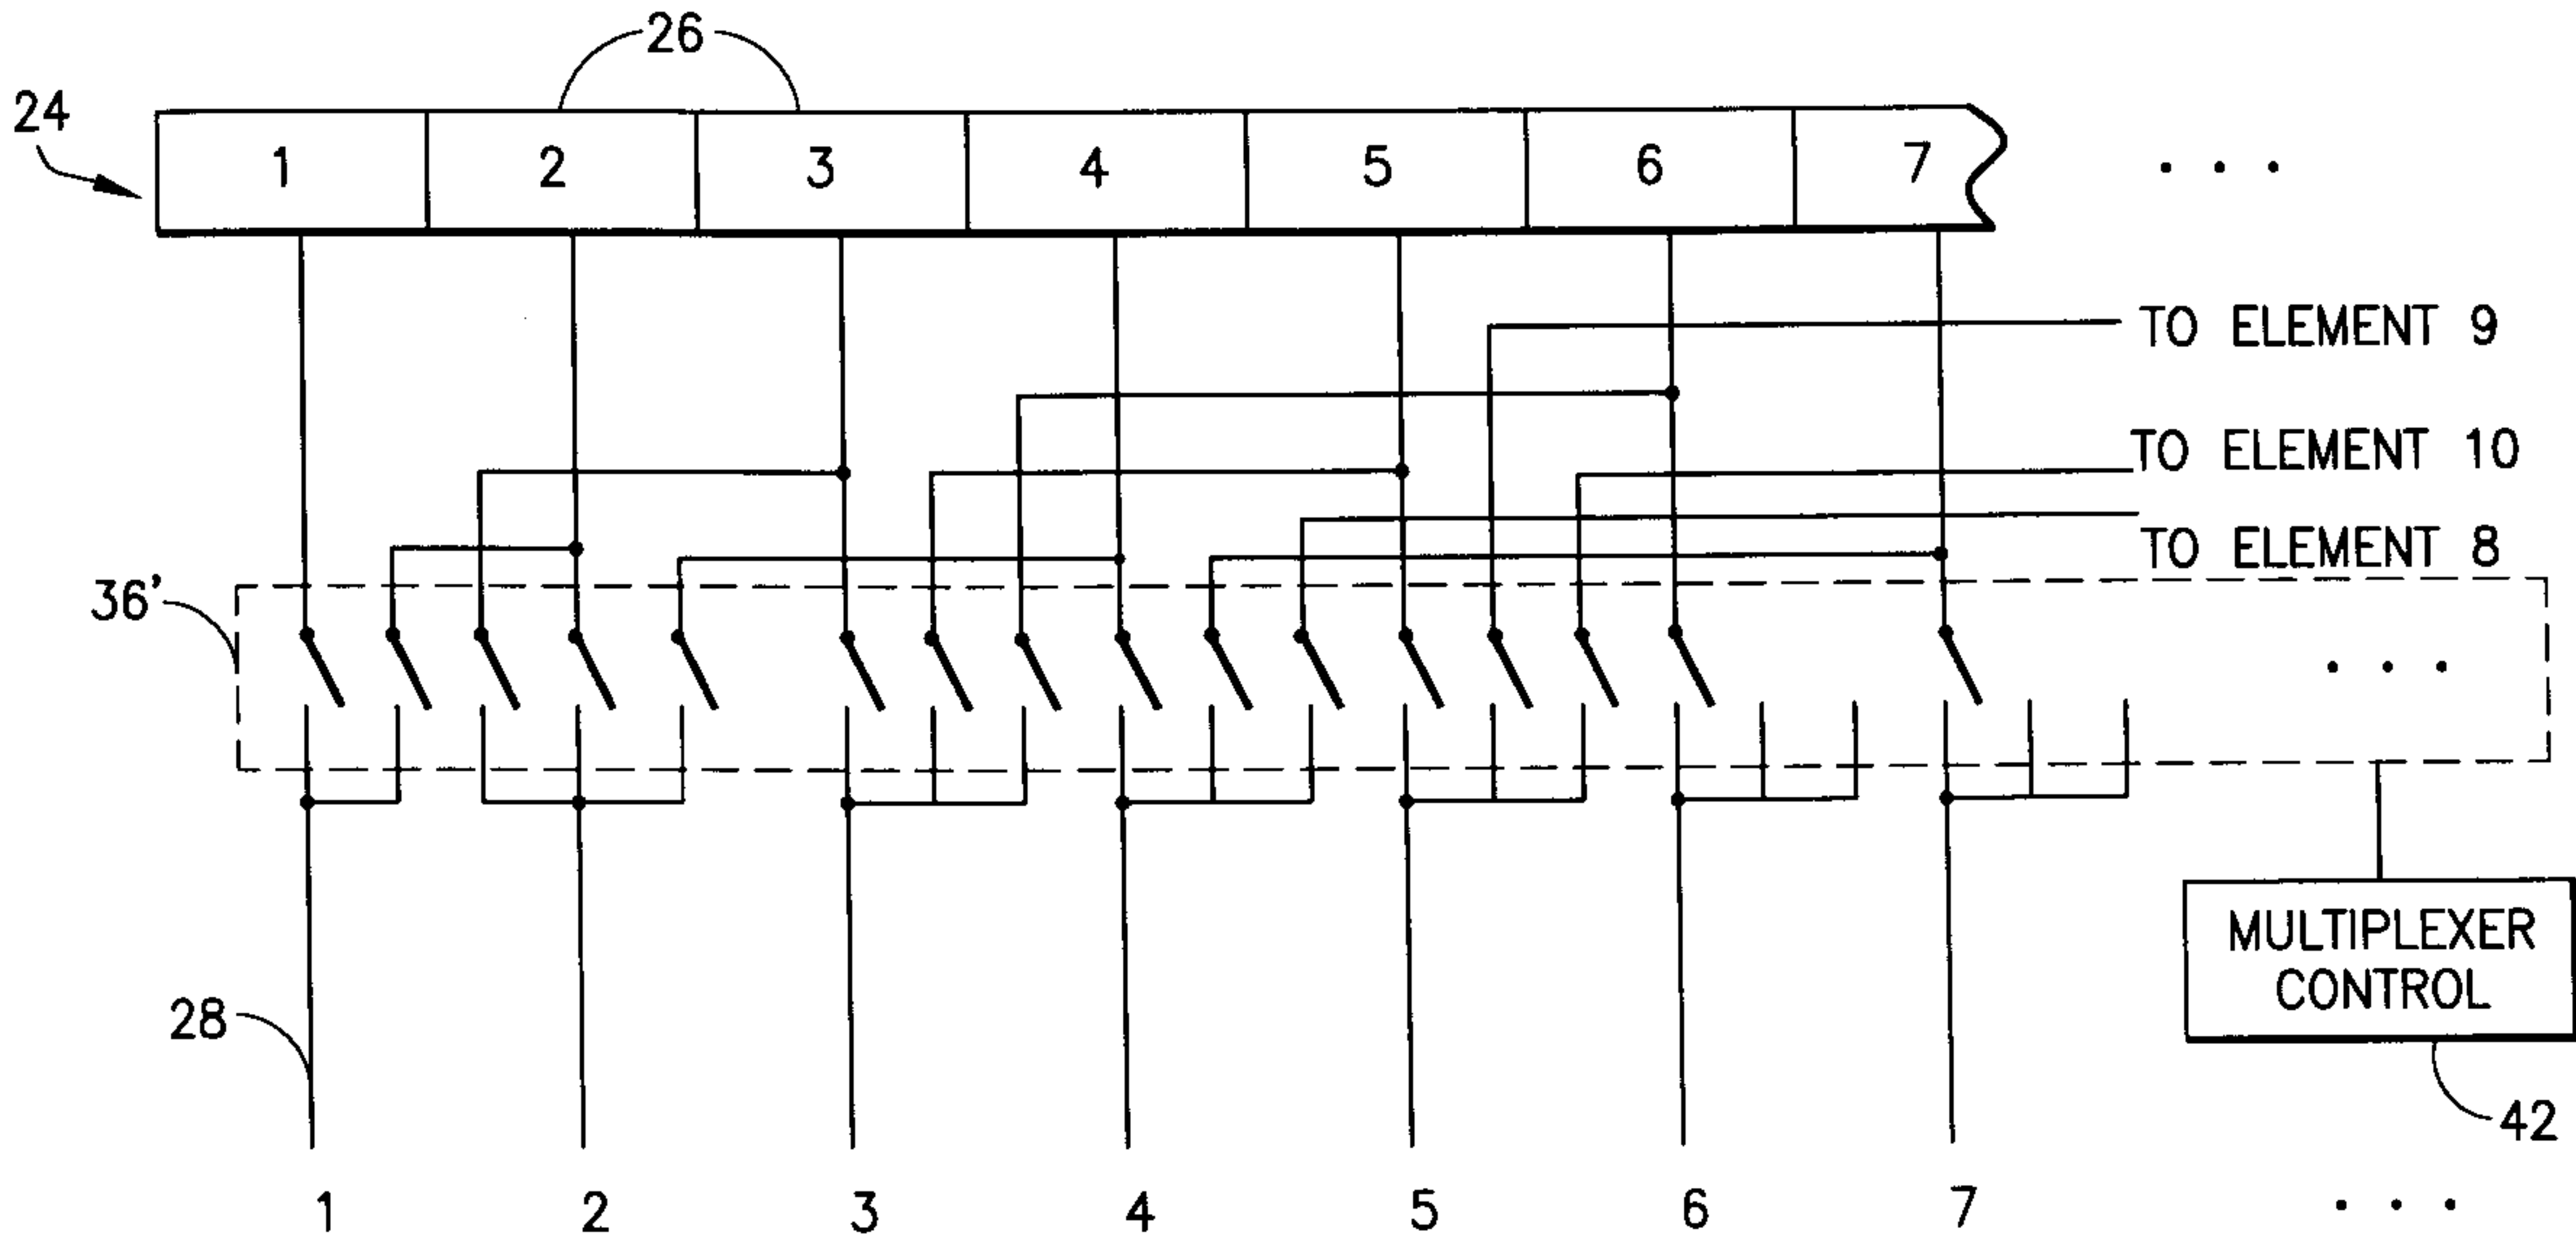 26
24
1 2 3 4 5 6 7 . . .
TO ELEMENT 9
TO ELEMENT 10
TO ELEMENT 8
36'
. . .
MULTIPLEXER
CONTROL
28
42
1 2 3 4 5 6 7 . . .